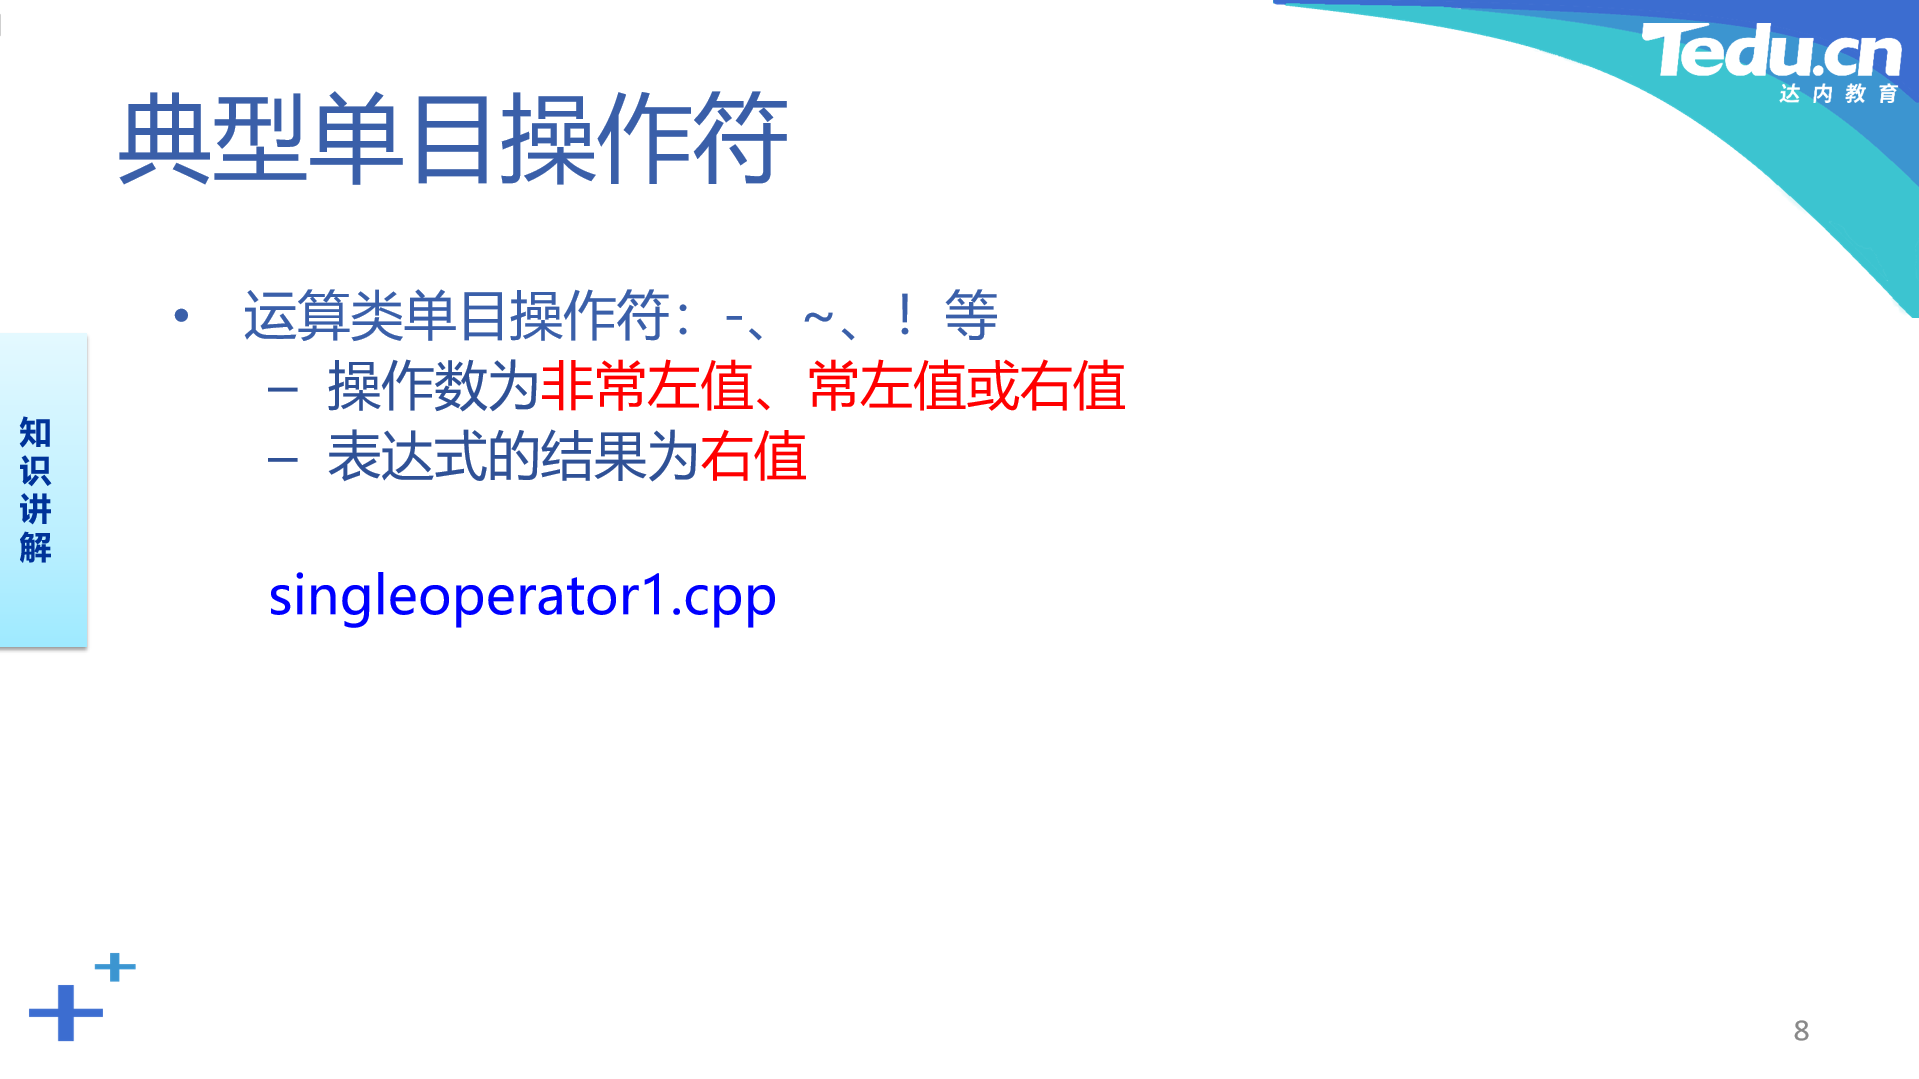 Tedu.cn
达内教育
典型单目操作符
• 运算类单目操作符：-、~、！等
– 操作数为非常左值、常左值或右值
– 表达式的结果为右值
singleoperator1.cpp
知识讲解
8